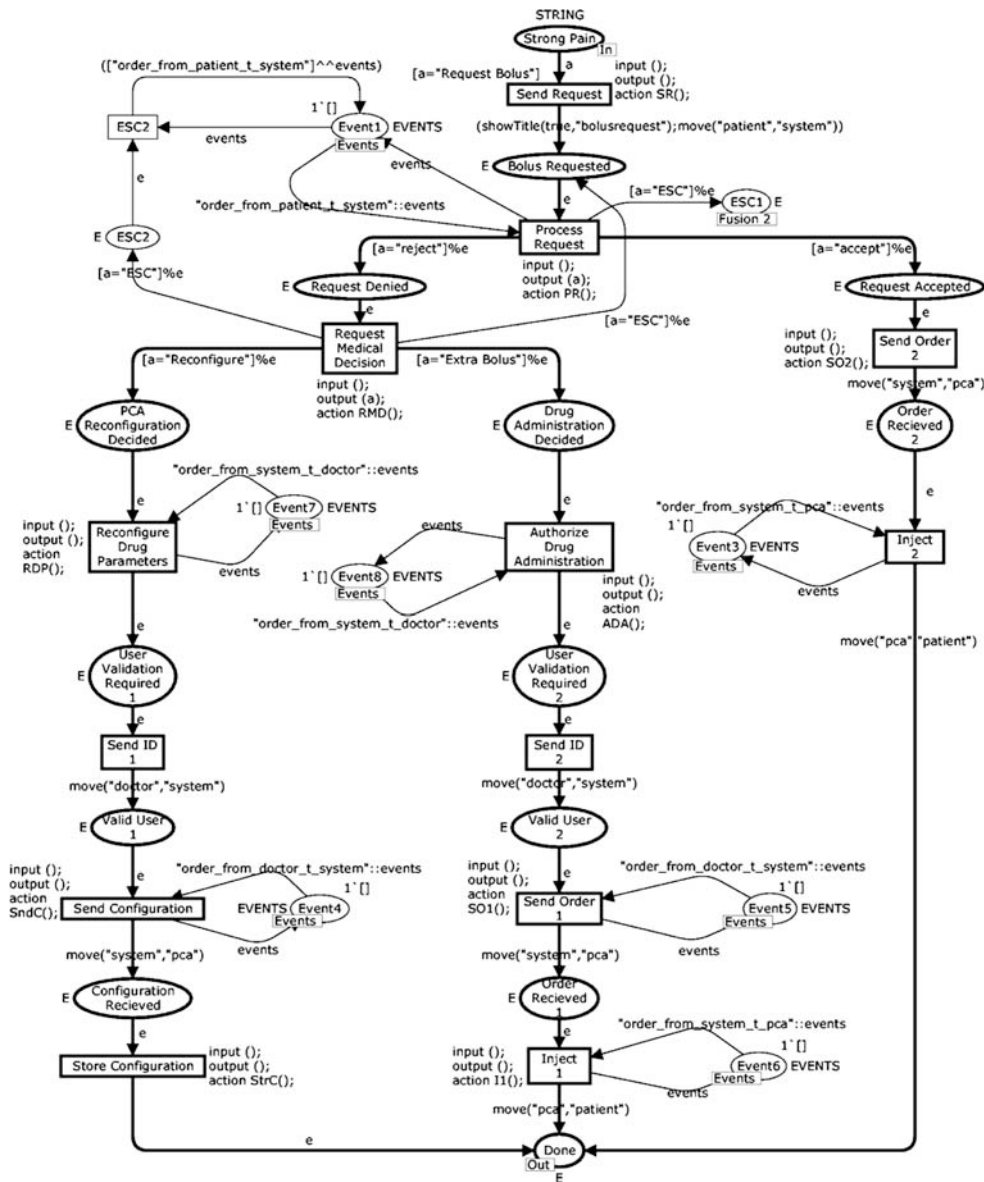 STRING
Strong Pain
In
a
(["order_from_patient_t_system"]^^events)
[a="Request Bolus"]
input ();
output ();
action SR();
Send Request
1`[]
ESC2
Event1
EVENTS
Events
events
(showTitle(true,"bolusrequest");move("patient","system"))
events
E
Bolus Requested
e
"order_from_patient_t_system"::events
e
[a="ESC"]%e
ESC1
E
Fusion 2
E
ESC2
Process
Request
[a="ESC"]%e
[a="reject"]%e
input ();
output (a);
action PR();
[a="accept"]%e
E
Request Denied
E
Request Accepted
e
[a="ESC"]%e
e
Request
Medical
Decision
input ();
output ();
action SO2();
Send Order
2
[a="Reconfigure"]%e
[a="Extra Bolus"]%e
input ();
output (a);
action RMD();
move("system","pca")
E
PCA
Reconfiguration
Decided
E
Drug
Administration
Decided
E
Order
Recieved
2
"order_from_system_t_doctor"::events
e
e
e
1`[]
Event7
EVENTS
Events
"order_from_system_t_pca"::events
1`[]
input ();
output ();
action
RDP();
Reconfigure
Drug
Parameters
events
events
Authorize
Drug
Administration
Event3
EVENTS
Events
Inject
2
1`[]
Event8
EVENTS
Events
events
input ();
output ();
action
ADA();
"order_from_system_t_doctor"::events
e
e
move("pca","patient")
E
User
Validation
Required
1
E
User
Validation
Required
2
e
e
Send ID
1
Send ID
2
move("doctor","system")
move("doctor","system")
E
Valid User
1
E
Valid User
2
input ();
output ();
action
SndC();
e
"order_from_doctor_t_system"::events
1`[]
input ();
output ();
action
SO1();
e
"order_from_doctor_t_system"::events
1`[]
Send Configuration
EVENTS
Event4
Events
Send Order
1
Event5
EVENTS
Events
events
events
move("system","pca")
move("system","pca")
E
Configuration
Recieved
E
Order
Recieved
1
e
e
"order_from_system_t_pca"::events
1`[]
Store Configuration
input ();
output ();
action StrC();
input ();
output ();
action I1();
Inject
1
Event6
EVENTS
Events
events
move("pca","patient")
e
Done
Out
E